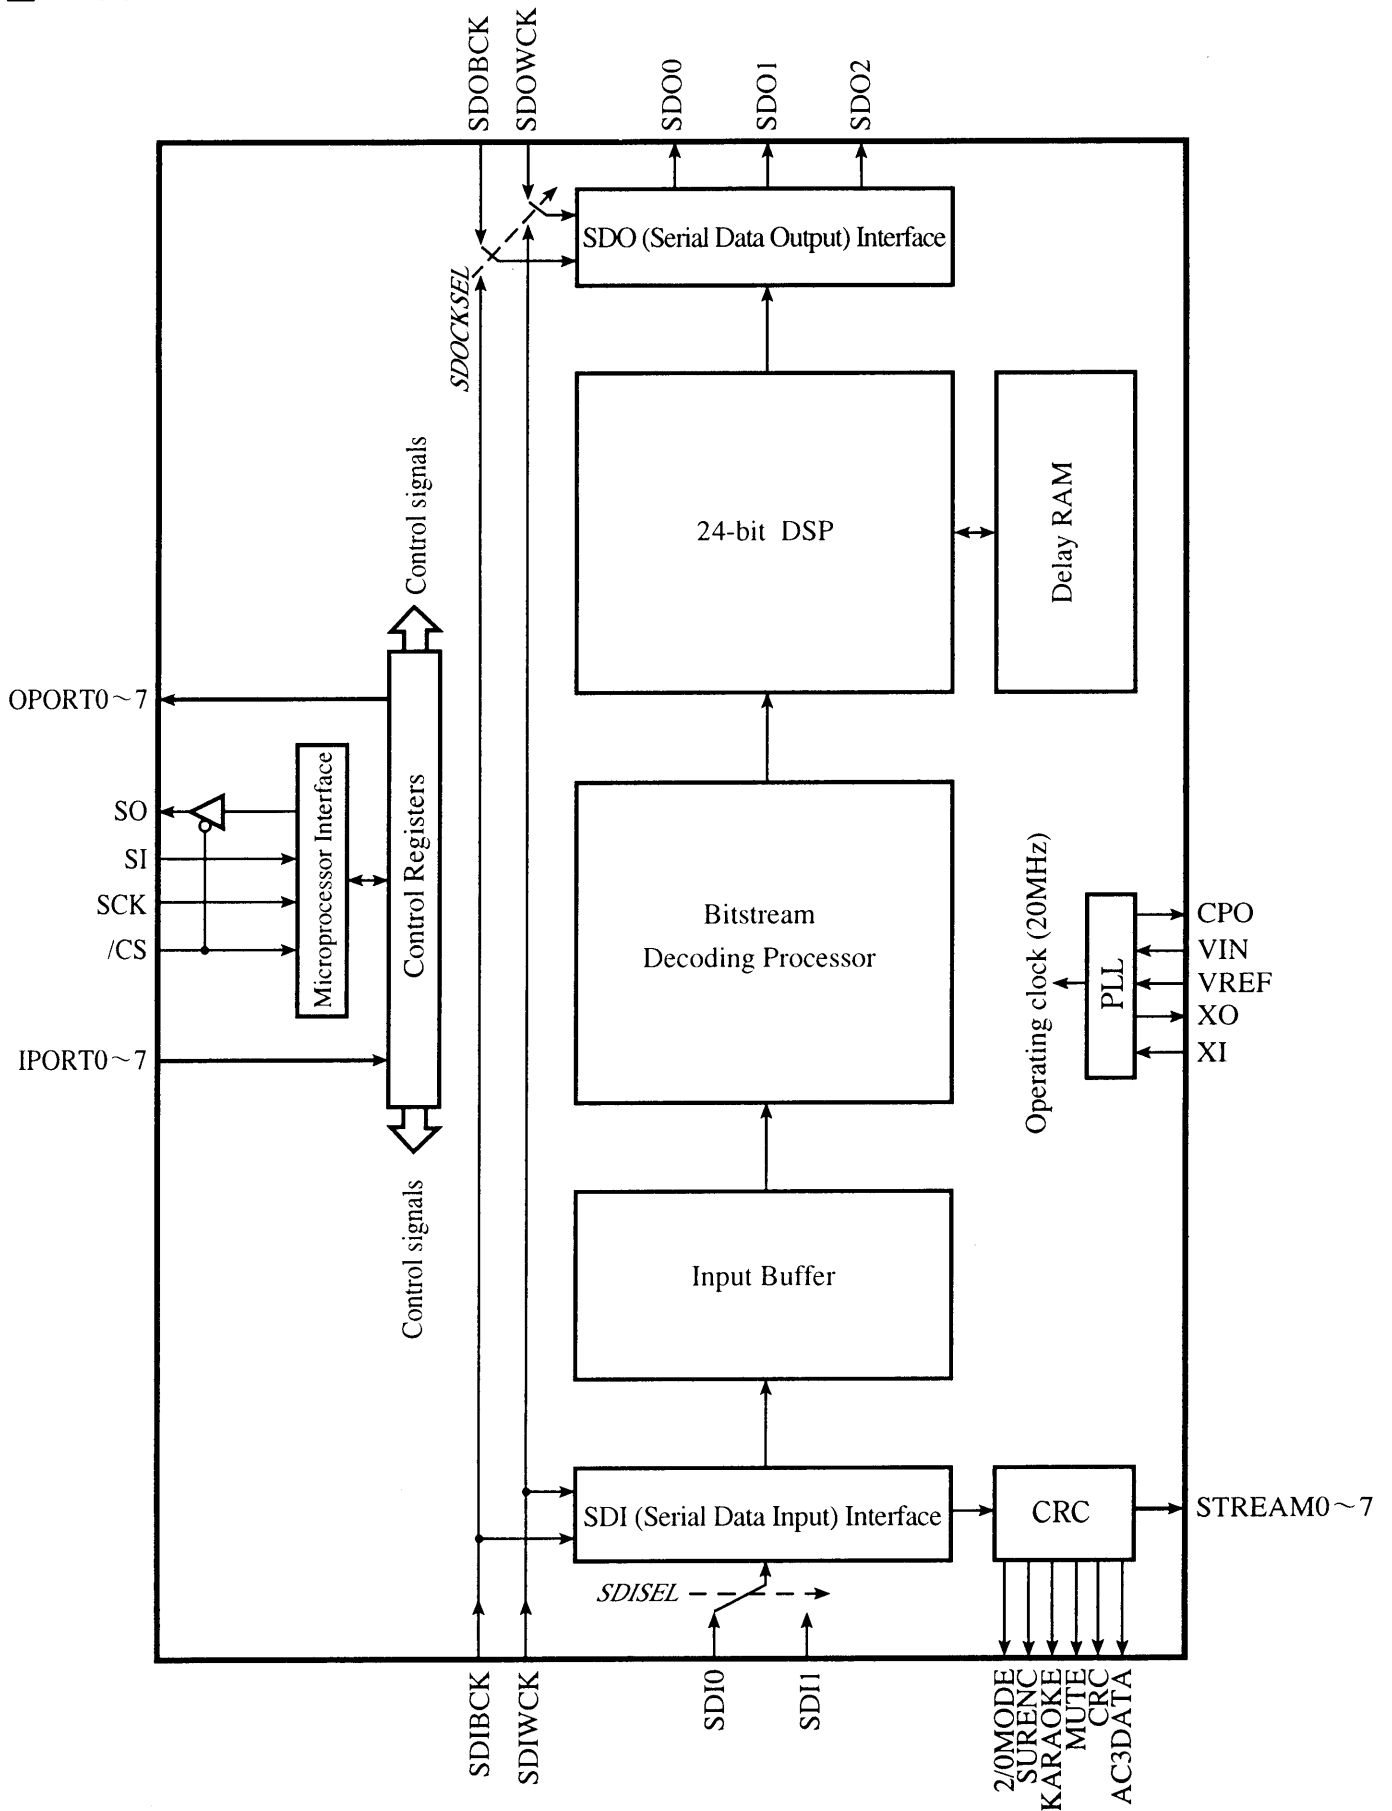 SDOBCK
SDOWCK
SDO0
SDO1
SDO2
SDO (Serial Data Output) Interface
SDOCKSEL
Control signals
24-bit DSP
Delay RAM
OPORT0～7
SO
SI
SCK
/CS
IPORT0～7
Microprocessor Interface
Control Registers
Bitstream
Decoding Processor
Operating clock (20MHz)
PLL
CPO
VIN
VREF
XO
XI
Control signals
Input Buffer
SDI (Serial Data Input) Interface
CRC
STREAM0～7
SDISEL
SDIBCK
SDIWCK
SDI0
SDI1
2/0MODE
SURENC
KARAOKE
MUTE
CRC
AC3DATA